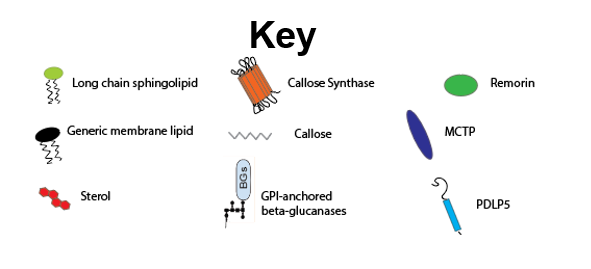 Key
Long chain sphingolipid
Callose Synthase
Remorin
Generic membrane lipid
Callose
MCTP
Sterol
BGs
GPI-anchored
beta-glucanases
PDLP5